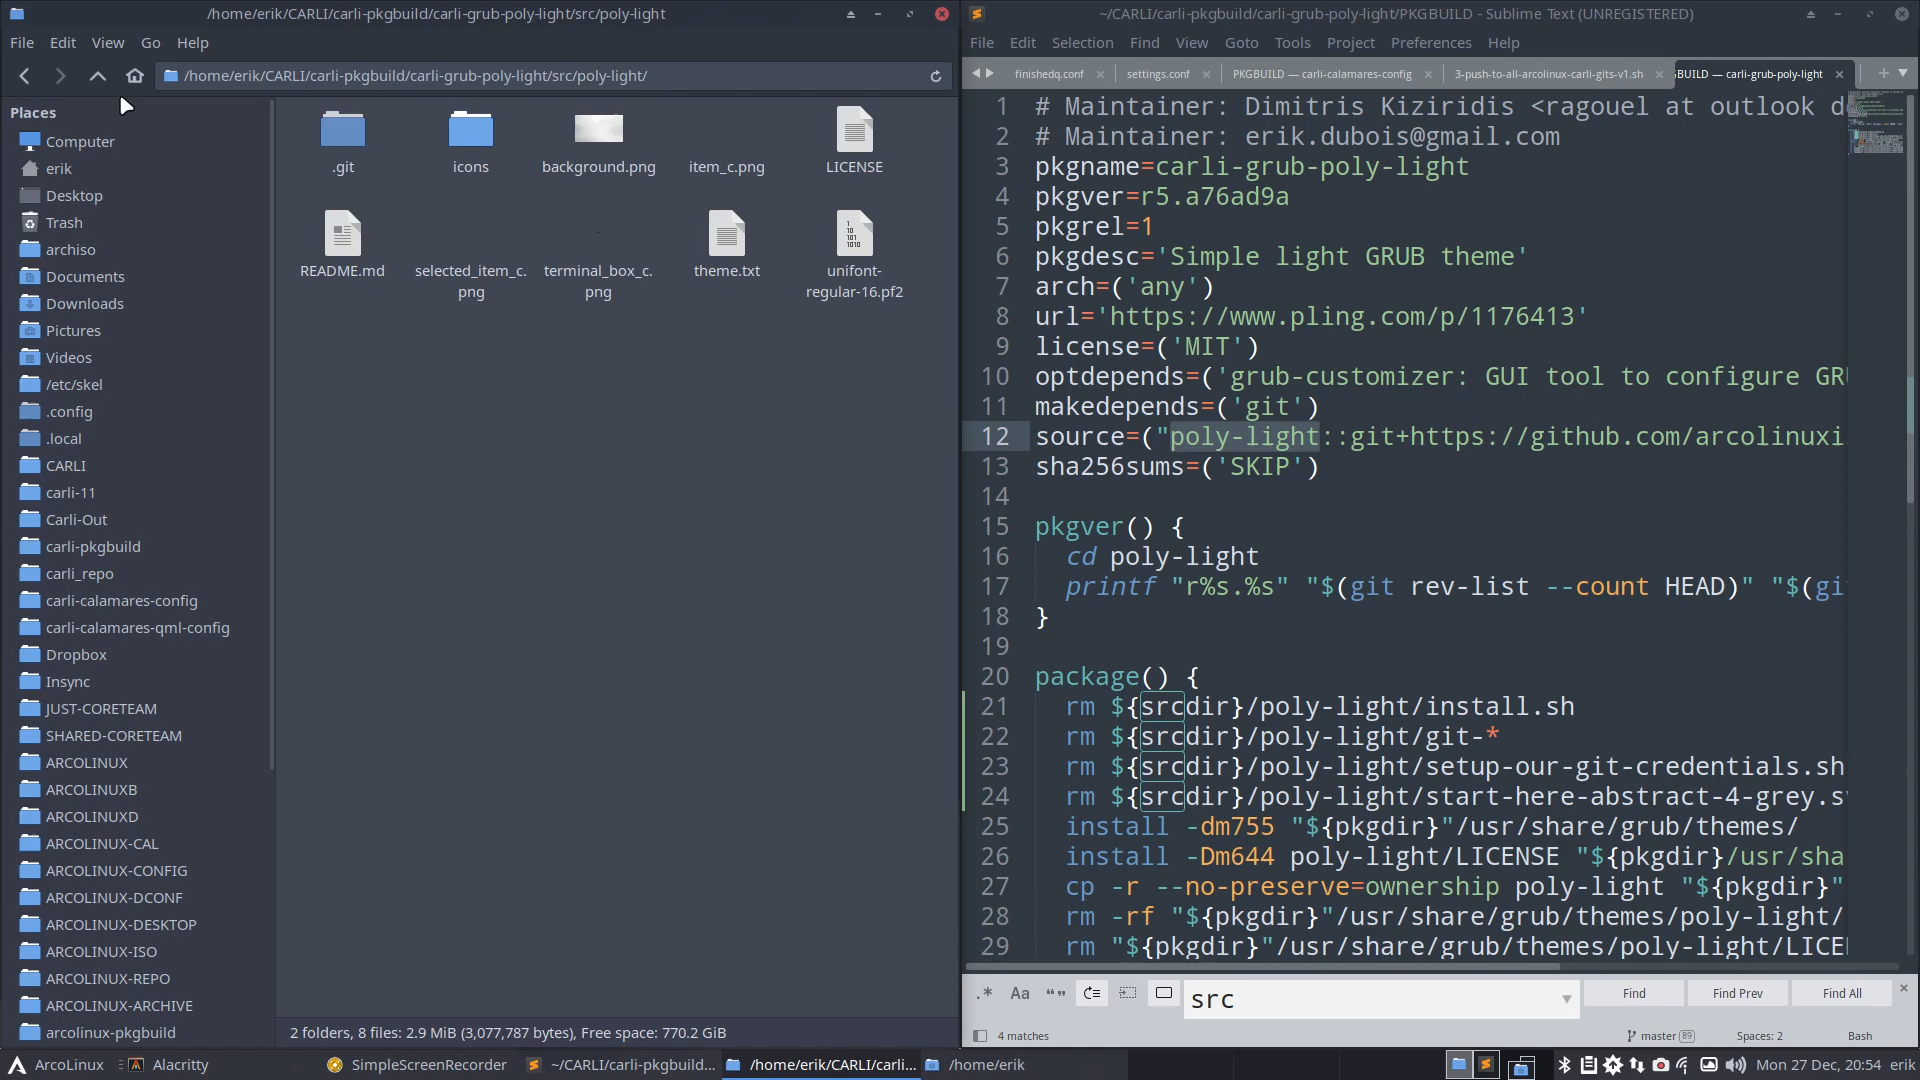 /home/erik/CARLI/carli-pkgbuild/carli-grub-poly-light/src/poly-light
File Edit View Go Help
/home/erik/CARLI/carli-pkgbuild/carli-grub-poly-light/src/poly-light/
Places
Computer
erik
Desktop
Trash
archiso
Documents
Downloads
Pictures
Videos
/etc/skel
.config
.local
CARLI
carli-11
Carli-Out
carli-pkgbuild
carli_repo
carli-calamares-config
carli-calamares-qml-config
Dropbox
Insync
JUST-CORETEAM
SHARED-CORETEAM
ARCOLINUX
ARCOLINUXB
ARCOLINUXD
ARCOLINUX-CAL
ARCOLINUX-CONFIG
ARCOLINUX-DCONF
ARCOLINUX-DESKTOP
ARCOLINUX-ISO
ARCOLINUX-REPO
ARCOLINUX-ARCHIVE
arcolinux-pkgbuild
.git icons background.png item_c.png LICENSE
README.md selected_item_c.png terminal_box_c.png theme.txt unifont-regular-16.pf2
2 folders, 8 files: 2.9 MiB (3,077,787 bytes), Free space: 770.2 GiB
~/CARLI/carli-pkgbuild/carli-grub-poly-light/PKGBUILD - Sublime Text (UNREGISTERED)
File Edit Selection Find View Goto Tools Project Preferences Help
finishedq.conf settings.conf PKGBUILD — carli-calamares-config 3-push-to-all-arcolinux-carli-gits-v1.sh BUILD — carli-grub-poly-light
1 # Maintainer: Dimitris Kiziridis <ragouel at outlook d
2 # Maintainer: erik.dubois@gmail.com
3 pkgname=carli-grub-poly-light
4 pkgver=r5.a76ad9a
5 pkgrel=1
6 pkgdesc='Simple light GRUB theme'
7 arch=('any')
8 url='https://www.pling.com/p/1176413'
9 license=('MIT')
10 optdepends=('grub-customizer: GUI tool to configure GR
11 makedepends=('git')
12 source=("poly-light::git+https://github.com/arcolinuxi
13 sha256sums=('SKIP')
14
15 pkgver() {
16 cd poly-light
17 printf "r%s.%s" "$(git rev-list --count HEAD)" "$(gi
18 }
19
20 package() {
21 rm ${srcdir}/poly-light/install.sh
22 rm ${srcdir}/poly-light/git-*
23 rm ${srcdir}/poly-light/setup-our-git-credentials.sh
24 rm ${srcdir}/poly-light/start-here-abstract-4-grey.s
25 install -dm755 "${pkgdir}"/usr/share/grub/themes/
26 install -Dm644 poly-light/LICENSE "${pkgdir}/usr/sha
27 cp -r --no-preserve=ownership poly-light "${pkgdir}"
28 rm -rf "${pkgdir}"/usr/share/grub/themes/poly-light/
29 rm "${pkgdir}"/usr/share/grub/themes/poly-light/LICE
.* Aa “” src Find Find Prev Find All
4 matches master 89 Spaces: 2 Bash
ArcoLinux Alacritty SimpleScreenRecorder ~/CARLI/carli-pkgbuild... /home/erik/CARLI/carli... /home/erik Mon 27 Dec, 20:54 erik